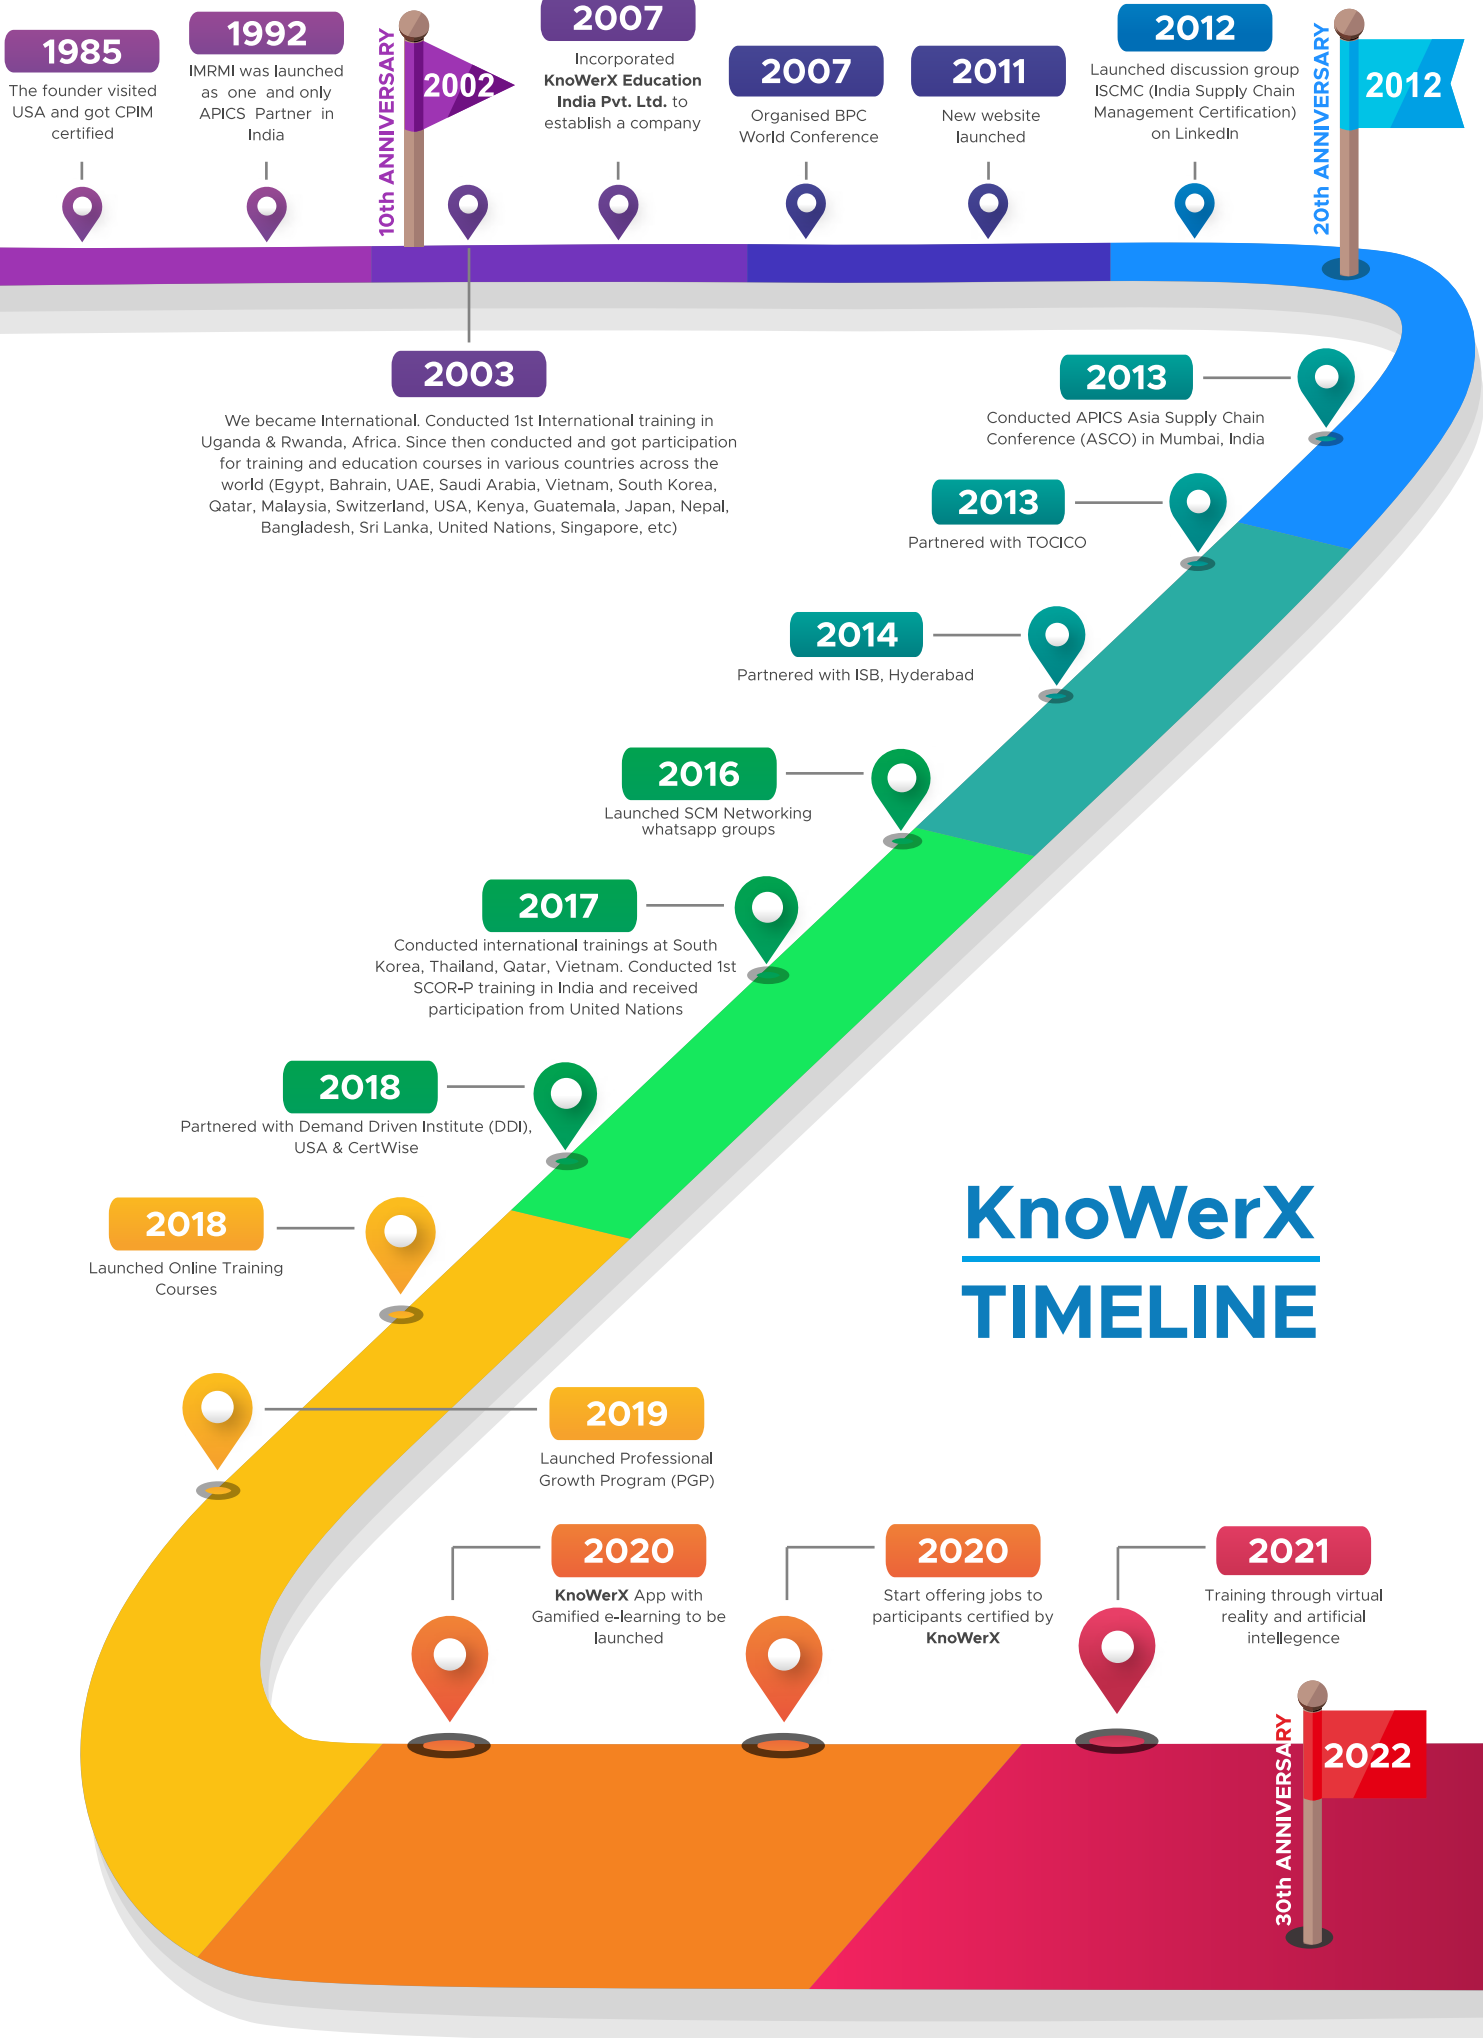 1985
The founder visited
USA and got CPIM
certified
1992
IMRMI was launched
as one and only
APICS Partner in
India
10th ANNIVERSARY
2002
2007
Incorporated
KnoWerX Education
India Pvt. Ltd. to
establish a company
2007
Organised BPC
World Conference
2011
New website
launched
2012
Launched discussion group
ISCMC (India Supply Chain
Management Certification)
on LinkedIn
20th ANNIVERSARY
2012
2003
We became International. Conducted 1st International training in
Uganda & Rwanda, Africa. Since then conducted and got participation
for training and education courses in various countries across the
world (Egypt, Bahrain, UAE, Saudi Arabia, Vietnam, South Korea,
Qatar, Malaysia, Switzerland, USA, Kenya, Guatemala, Japan, Nepal,
Bangladesh, Sri Lanka, United Nations, Singapore, etc)
2013
Conducted APICS Asia Supply Chain
Conference (ASCO) in Mumbai, India
2013
Partnered with TOCICO
2014
Partnered with ISB, Hyderabad
2016
Launched SCM Networking
whatsapp groups
2017
Conducted international trainings at South
Korea, Thailand, Qatar, Vietnam. Conducted 1st
SCOR-P training in India and received
participation from United Nations
2018
Partnered with Demand Driven Institute (DDI),
USA & CertWise
2018
Launched Online Training
Courses
KnoWerX
TIMELINE
2019
Launched Professional
Growth Program (PGP)
2020
KnoWerX App with
Gamified e-learning to be
launched
2020
Start offering jobs to
participants certified by
KnoWerX
2021
Training through virtual
reality and artificial
intellegence
30th ANNIVERSARY
2022